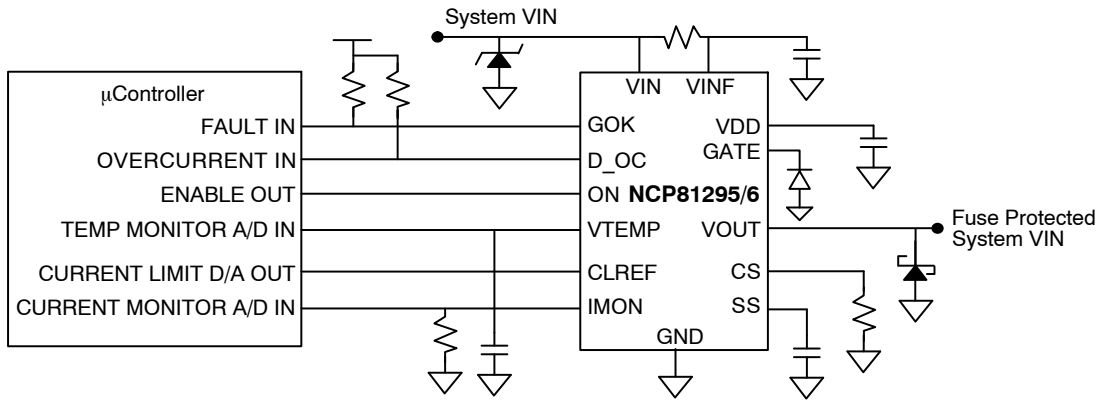 System VIN
μController
VIN VINF
FAULT IN
GOK
VDD
OVERCURRENT IN
D_OC
GATE
ENABLE OUT
ON NCP81295/6
TEMP MONITOR A/D IN
VTEMP
VOUT
Fuse Protected
System VIN
CURRENT LIMIT D/A OUT
CLREF
CS
CURRENT MONITOR A/D IN
IMON
SS
GND